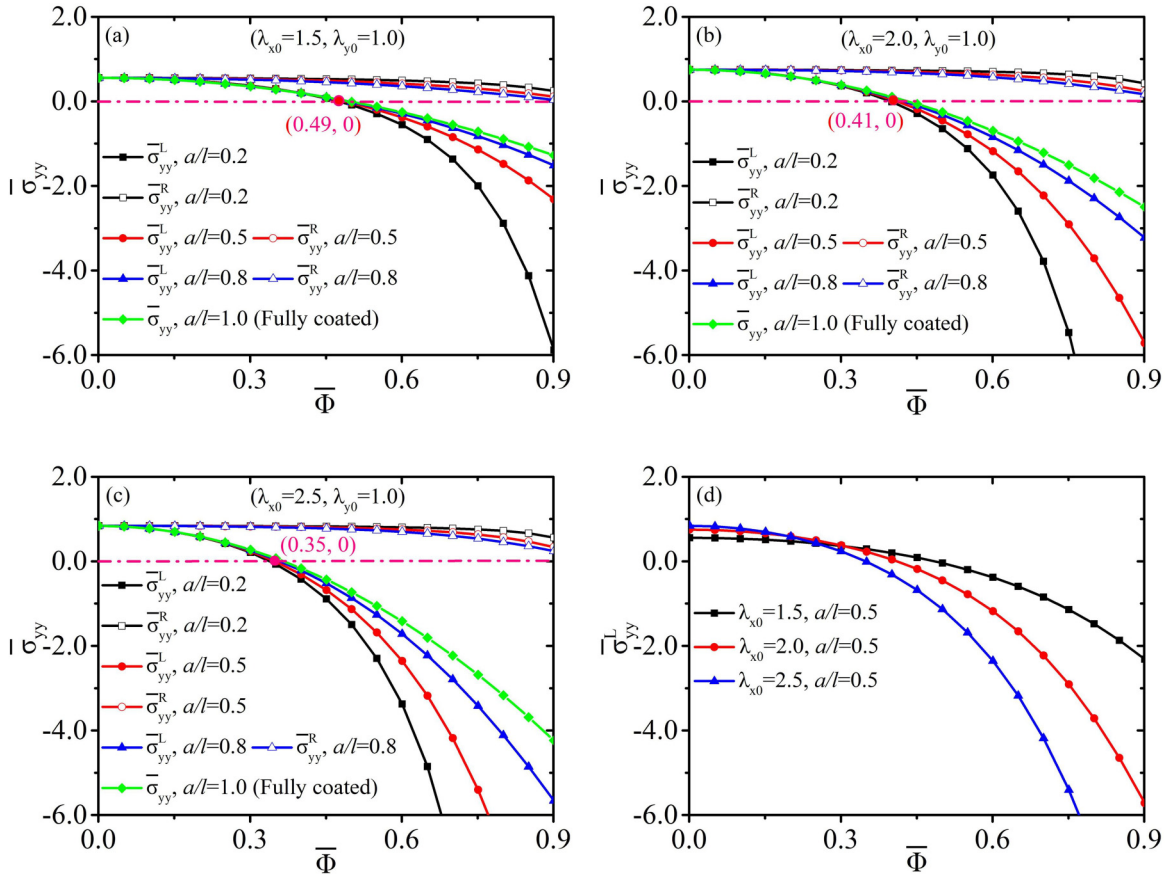 (a)
(λx0=1.5, λy0=1.0)
(0.49, 0)
σ̅ᴸyy, a/l=0.2
σ̅ᴿyy, a/l=0.2
σ̅ᴸyy, a/l=0.5 σ̅ᴿyy, a/l=0.5
σ̅ᴸyy, a/l=0.8 σ̅ᴿyy, a/l=0.8
σ̅yy, a/l=1.0 (Fully coated)
2.0
0.0
-2.0
-4.0
-6.0
σ̅yy
0.0 0.3 0.6 0.9
Φ̅
(b)
(λx0=2.0, λy0=1.0)
(0.41, 0)
σ̅ᴸyy, a/l=0.2
σ̅ᴿyy, a/l=0.2
σ̅ᴸyy, a/l=0.5 σ̅ᴿyy, a/l=0.5
σ̅ᴸyy, a/l=0.8 σ̅ᴿyy, a/l=0.8
σ̅yy, a/l=1.0 (Fully coated)
2.0
0.0
-2.0
-4.0
-6.0
σ̅yy
0.0 0.3 0.6 0.9
Φ̅
(c)
(λx0=2.5, λy0=1.0)
(0.35, 0)
σ̅ᴸyy, a/l=0.2
σ̅ᴿyy, a/l=0.2
σ̅ᴸyy, a/l=0.5
σ̅ᴿyy, a/l=0.5
σ̅ᴸyy, a/l=0.8 σ̅ᴿyy, a/l=0.8
σ̅yy, a/l=1.0 (Fully coated)
2.0
0.0
-2.0
-4.0
-6.0
σ̅yy
0.0 0.3 0.6 0.9
Φ̅
(d)
λx0=1.5, a/l=0.5
λx0=2.0, a/l=0.5
λx0=2.5, a/l=0.5
2.0
0.0
-2.0
-4.0
-6.0
σ̅ᴸyy
0.0 0.3 0.6 0.9
Φ̅